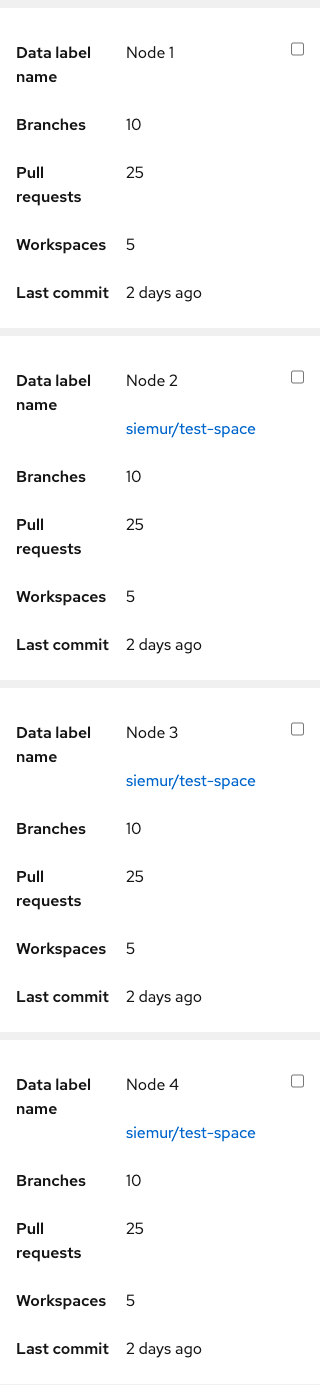 Data label name Node 1
Branches 10
Pull requests 25
Workspaces 5
Last commit 2 days ago
Data label name Node 2
siemur/test-space
Branches 10
Pull requests 25
Workspaces 5
Last commit 2 days ago
Data label name Node 3
siemur/test-space
Branches 10
Pull requests 25
Workspaces 5
Last commit 2 days ago
Data label name Node 4
siemur/test-space
Branches 10
Pull requests 25
Workspaces 5
Last commit 2 days ago